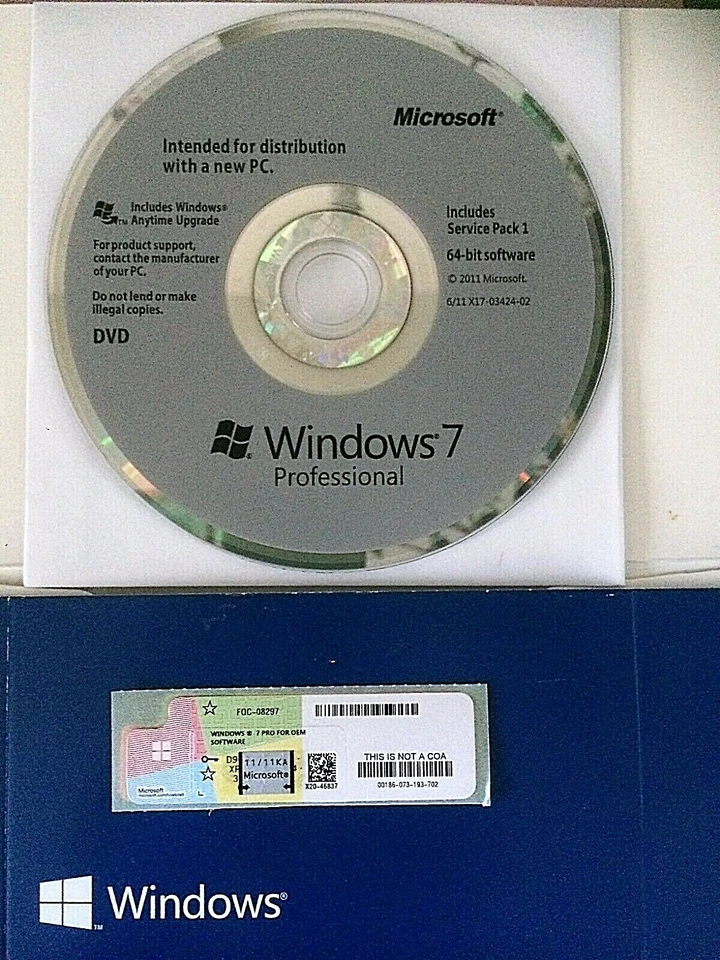 Microsoft®
Intended for distribution
with a new PC.
Includes Windows®
Anytime Upgrade
TM
For product support,
contact the manufacturer
of your PC.
Do not lend or make
illegal copies.
DVD
Includes
Service Pack 1
64-bit software
© 2011 Microsoft.
6/11 X17-03424-02
Windows® 7
Professional
FQC-08297
WINDOWS ® 7 PRO FOR OEM
SOFTWARE
11/11KA
Microsoft®
X20-46837
THIS IS NOT A COA
00186-073-193-702
Microsoft
Windows®
TM